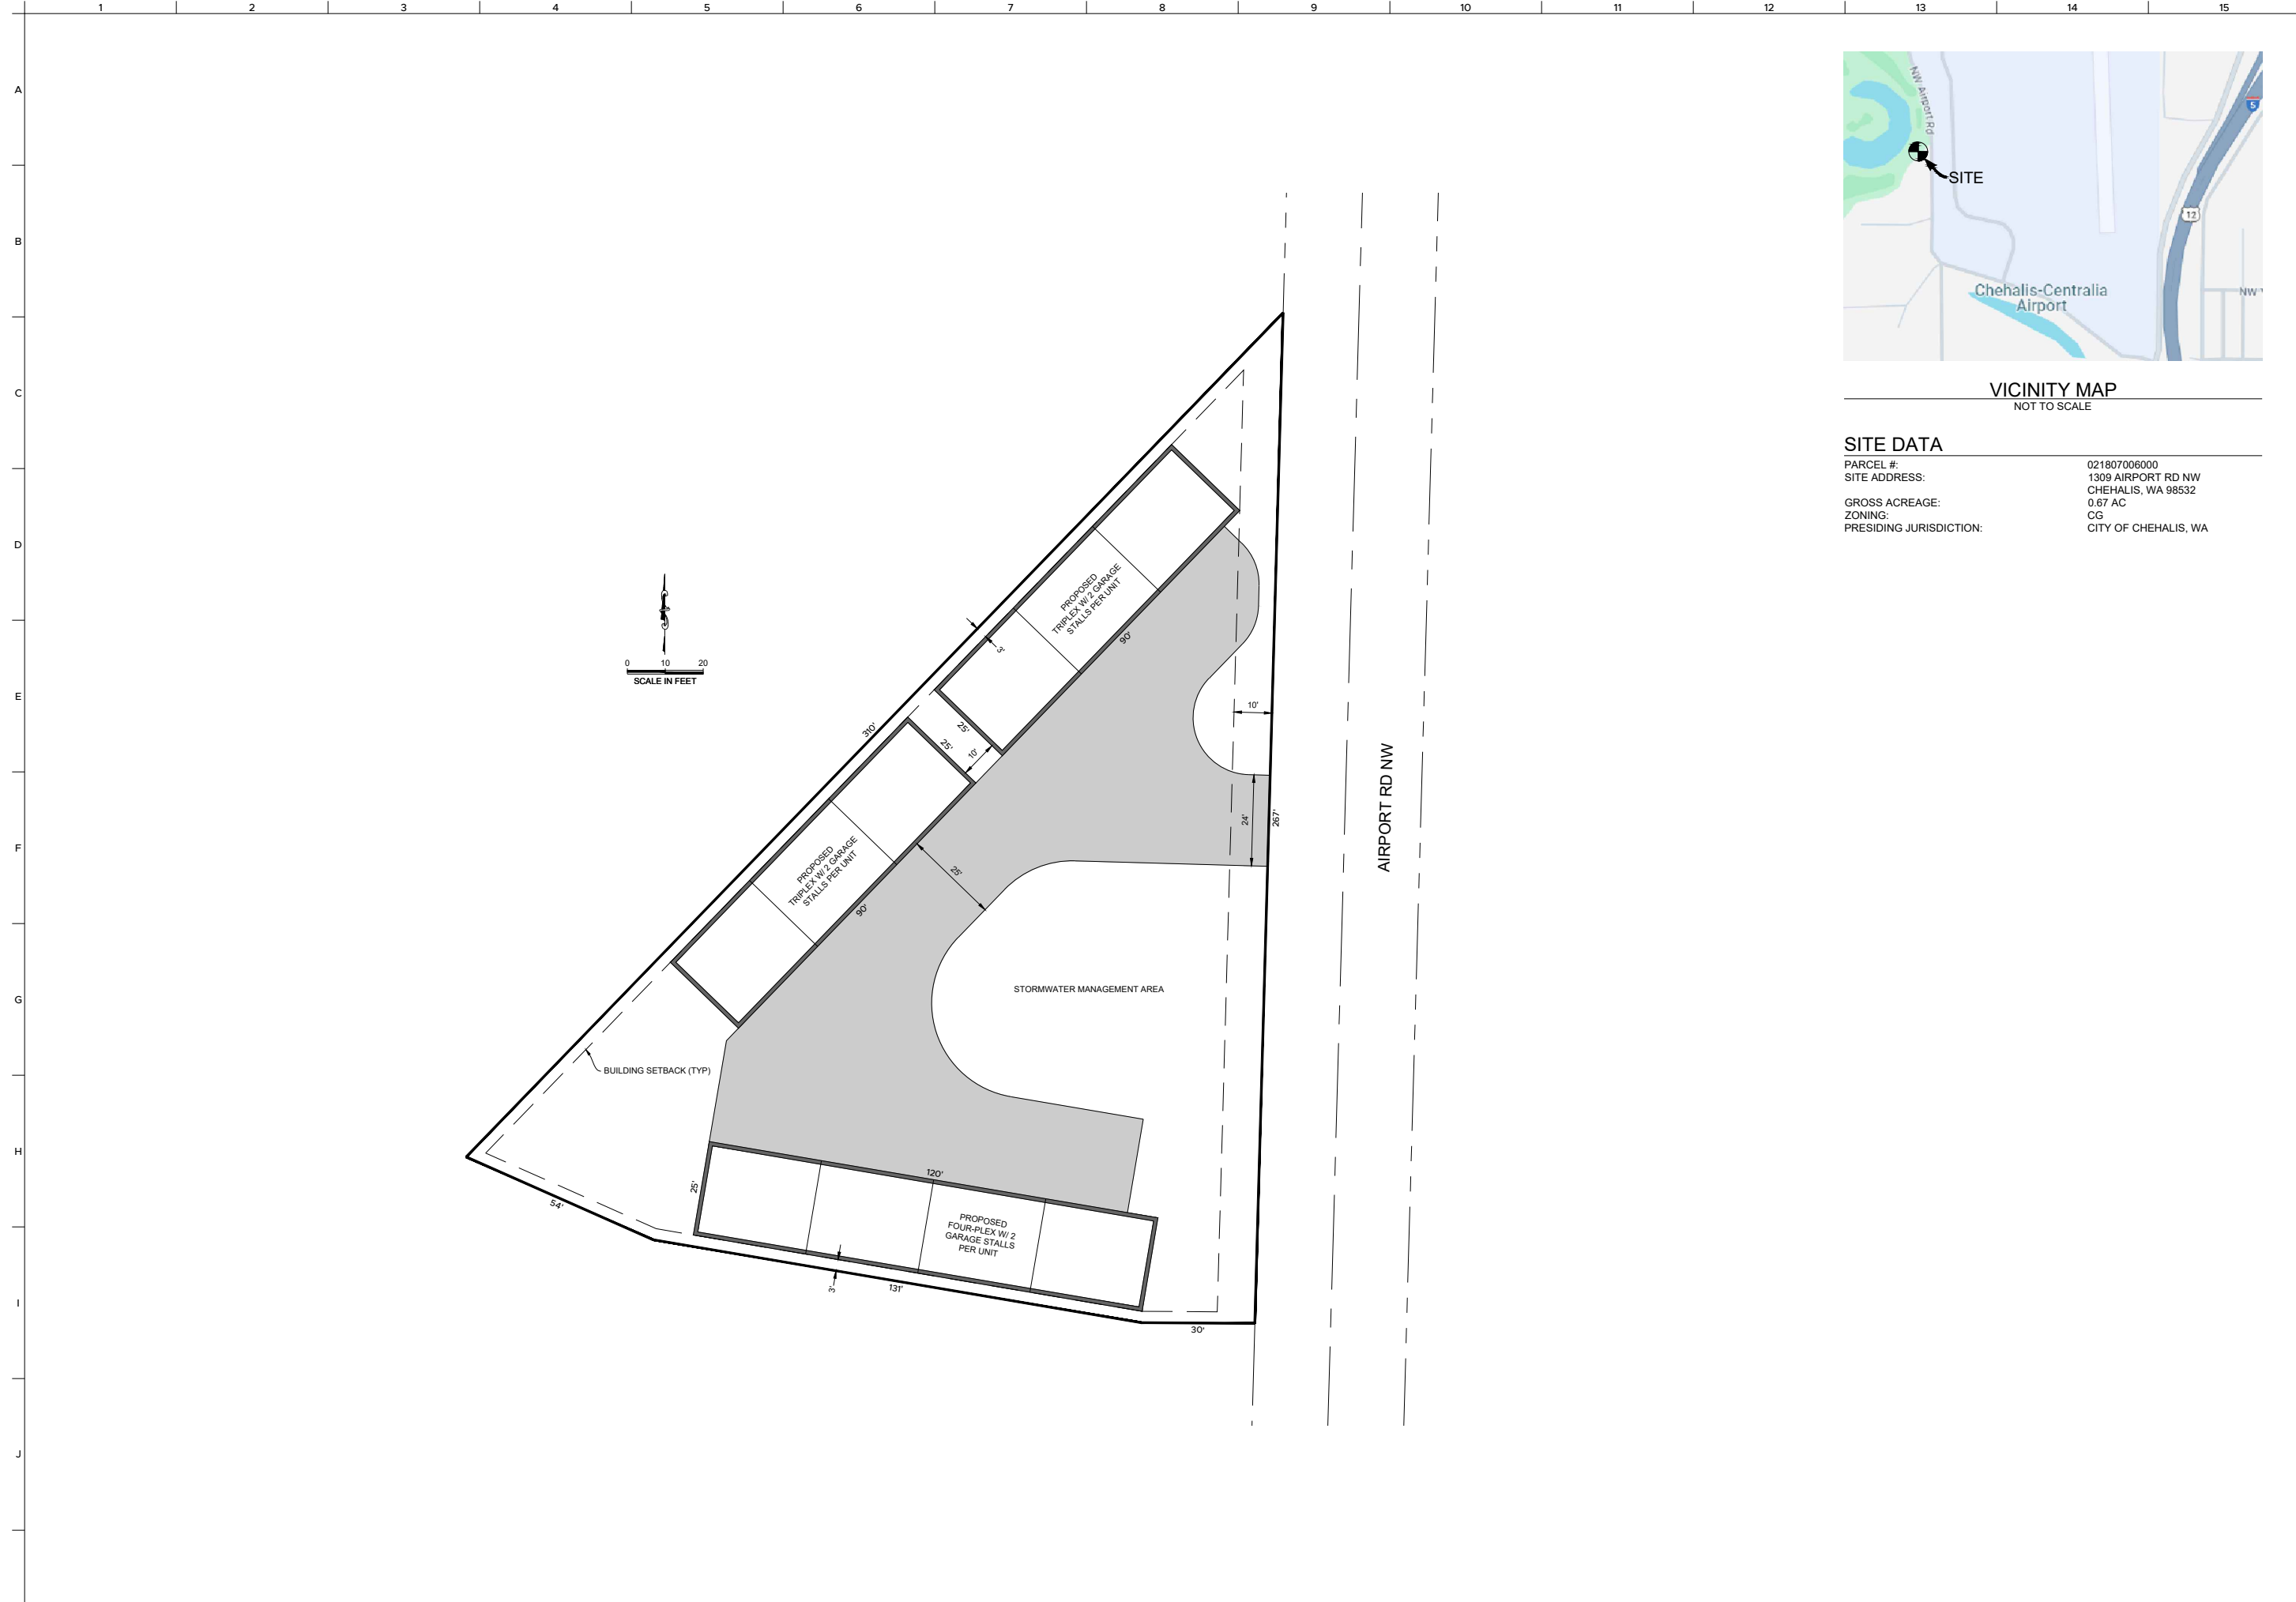 1 2 3 4 5 6 7 8 9 10 11 12 13 14 15
A
B
C
D
E
F
G
H
I
J
NW Airport Rd
5
SITE
12
Chehalis-Centralia
Airport
NW
VICINITY MAP
NOT TO SCALE
SITE DATA
PARCEL #: 021807006000
SITE ADDRESS: 1309 AIRPORT RD NW
CHEHALIS, WA 98532
GROSS ACREAGE: 0.67 AC
ZONING: CG
PRESIDING JURISDICTION: CITY OF CHEHALIS, WA
0 10 20
SCALE IN FEET
PROPOSED
TRIPLEX W/ 2 GARAGE
STALLS PER UNIT
90'
3'
310'
25'
25'
10'
10'
24'
267'
AIRPORT RD NW
PROPOSED
TRIPLEX W/ 2 GARAGE
STALLS PER UNIT
90'
25'
STORMWATER MANAGEMENT AREA
BUILDING SETBACK (TYP)
120'
25'
54'
PROPOSED
FOUR-PLEX W/ 2
GARAGE STALLS
PER UNIT
3'
131'
30'